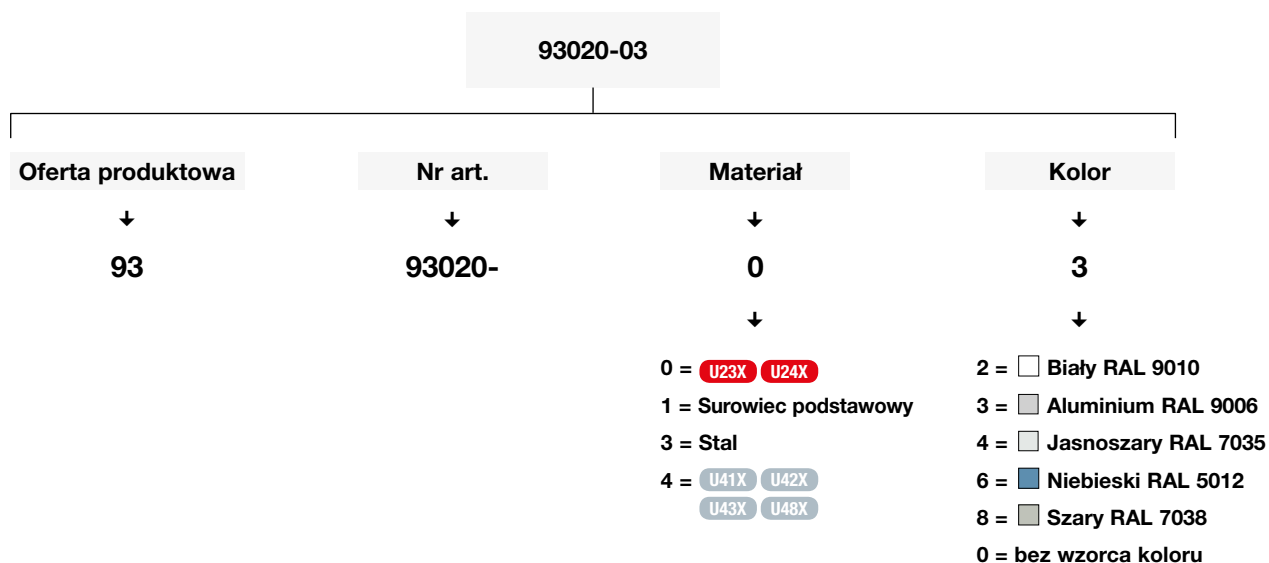 93020-03
Oferta produktowa
Nr art.
Materiał
Kolor
93
93020-
0
3
0 = U23X U24X
1 = Surowiec podstawowy
3 = Stal
4 = U41X U42X
U43X U48X
2 = Biały RAL 9010
3 = Aluminium RAL 9006
4 = Jasnoszary RAL 7035
6 = Niebieski RAL 5012
8 = Szary RAL 7038
0 = bez wzorca koloru